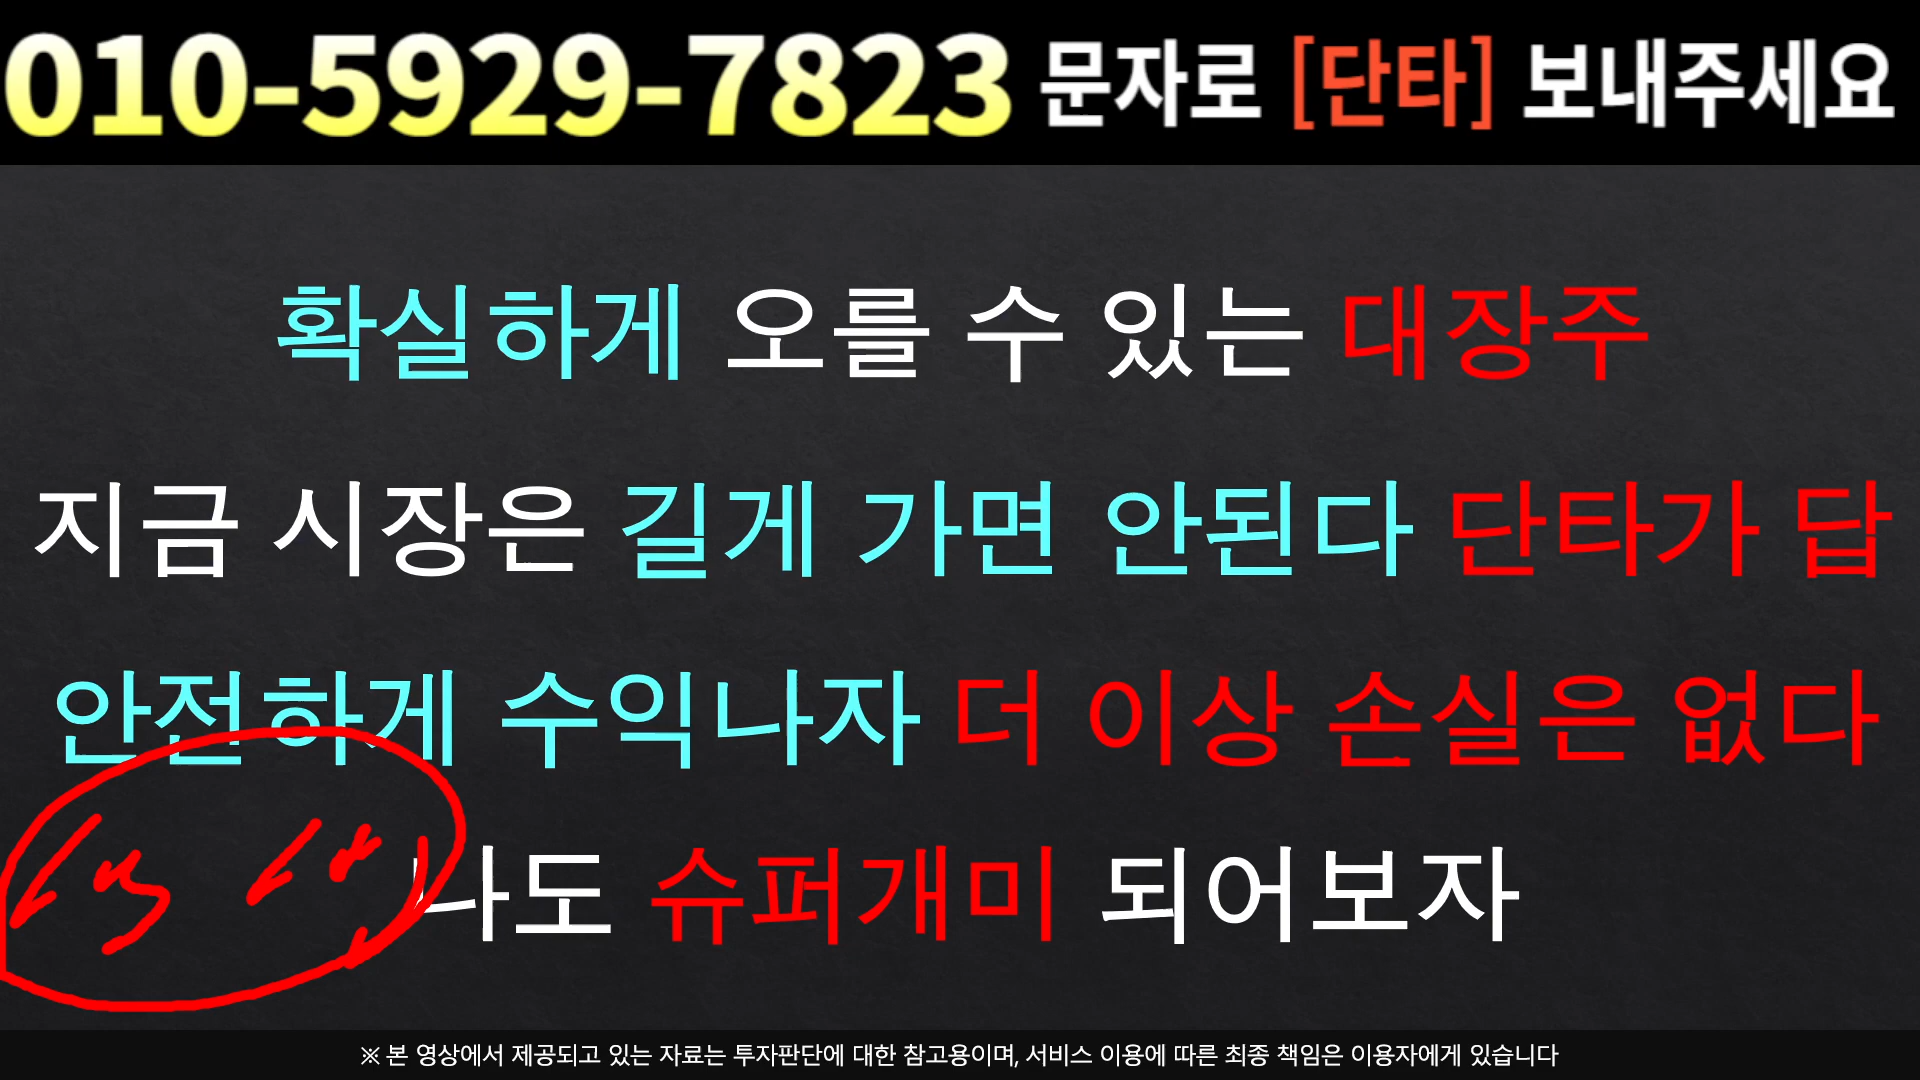 010-5929-7823 문자로 [단타] 보내주세요
확실하게 오를 수 있는 대장주
지금 시장은 길게 가면 안된다 단타가 답
안전하게 수익나자 더 이상 손실은 없다
나도 슈퍼개미 되어보자
※ 본 영상에서 제공되고 있는 자료는 투자판단에 대한 참고용이며, 서비스 이용에 따른 최종 책임은 이용자에게 있습니다